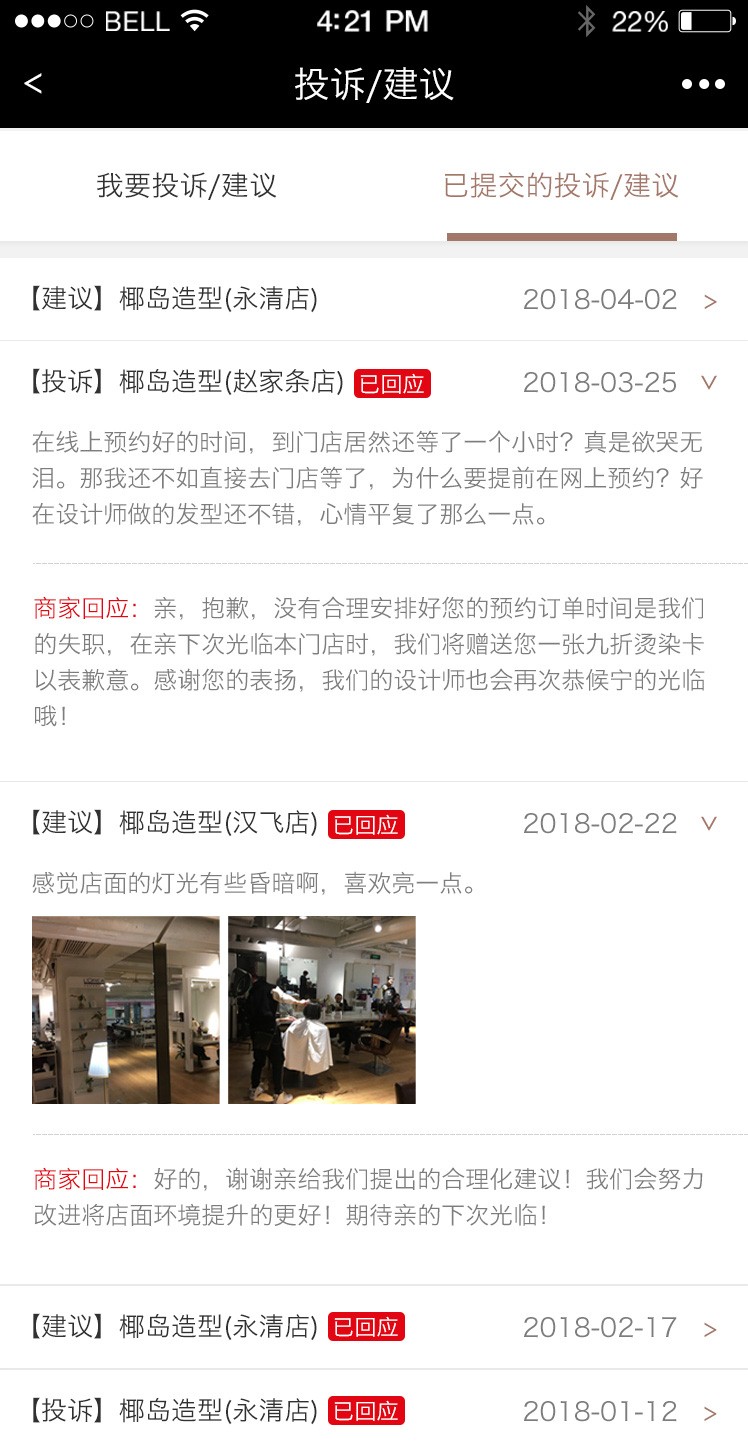 BELL 4:21 PM 22%
< 投诉/建议
我要投诉/建议 已提交的投诉/建议
【建议】椰岛造型(永清店) 2018-04-02 >
【投诉】椰岛造型(赵家条店) 已回应 2018-03-25
在线上预约好的时间，到门店居然还等了一个小时？真是欲哭无
泪。那我还不如直接去门店等了，为什么要提前在网上预约？好
在设计师做的发型还不错，心情平复了那么一点。
商家回应：亲，抱歉，没有合理安排好您的预约订单时间是我们
的失职，在亲下次光临本门店时，我们将赠送您一张九折烫染卡
以表歉意。感谢您的表扬，我们的设计师也会再次恭候宁的光临
哦！
【建议】椰岛造型(汉飞店) 已回应 2018-02-22
感觉店面的灯光有些昏暗啊，喜欢亮一点。
商家回应：好的，谢谢亲给我们提出的合理化建议！我们会努力
改进将店面环境提升的更好！期待亲的下次光临！
【建议】椰岛造型(永清店) 已回应 2018-02-17 >
【投诉】椰岛造型(永清店) 已回应 2018-01-12 >